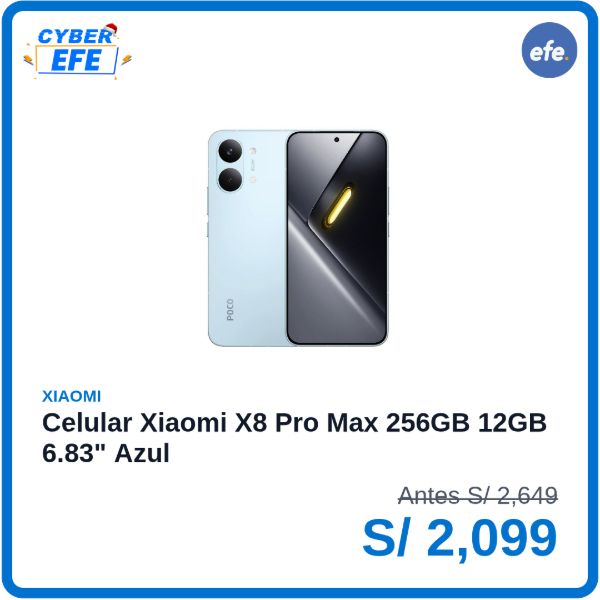 CYBER
EFE
efe.
POCO
XIAOMI
Celular Xiaomi X8 Pro Max 256GB 12GB
6.83" Azul
Antes S/ 2,649
S/ 2,099